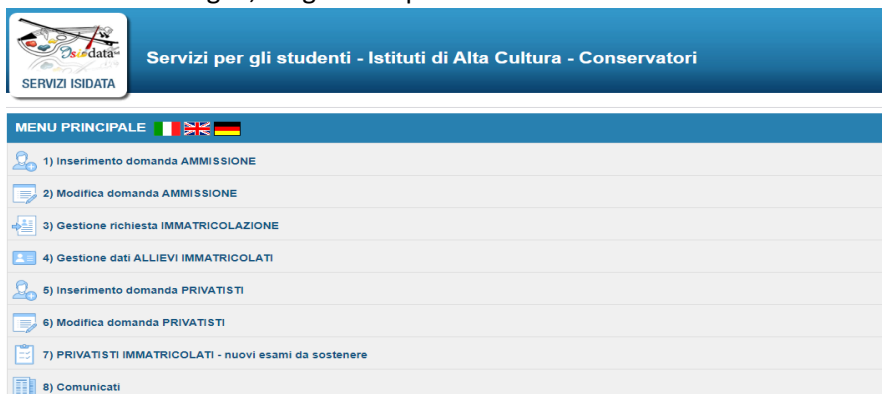 Isiodata
SERVIZI ISIDATA
Servizi per gli studenti - Istituti di Alta Cultura - Conservatori
MENU PRINCIPALE
1) Inserimento domanda AMMISSIONE
2) Modifica domanda AMMISSIONE
3) Gestione richiesta IMMATRICOLAZIONE
4) Gestione dati ALLIEVI IMMATRICOLATI
5) Inserimento domanda PRIVATISTI
6) Modifica domanda PRIVATISTI
7) PRIVATISTI IMMATRICOLATI - nuovi esami da sostenere
8) Comunicati